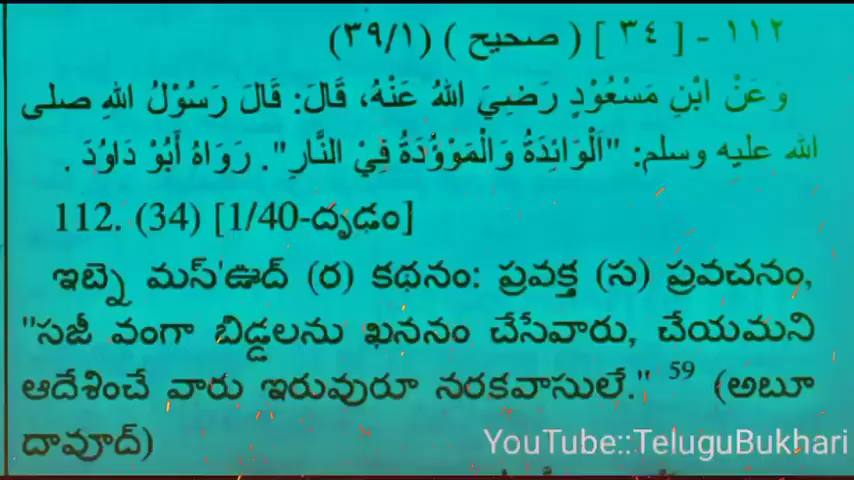 ١١٢ - [ ٣٤ ] ( صحيح ) (٣٩/١)
وَعَنْ ابْنِ مَسْعُوْدٍ رَضِيَ اللهُ عَنْهُ، قَالَ: قَالَ رَسُوْلُ اللهِ صلى
الله عليه وسلم: "اَلْوَائِدَةُ وَالْمَوْؤُدَةُ فِيْ النَّارِ". رَوَاهُ أَبُوْ دَاوُدَ .
112. (34) [1/40-దృఢం]
ఇబ్నె మస్'ఊద్ (ర) కథనం: ప్రవక్త (స) ప్రవచనం,
"సజీ వంగా బిడ్డలను ఖననం చేసేవారు, చేయమని
ఆదేశించే వారు ఇరువురూ నరకవాసులే." 59 (అబూ
దావూద్)
YouTube::TeluguBukhari